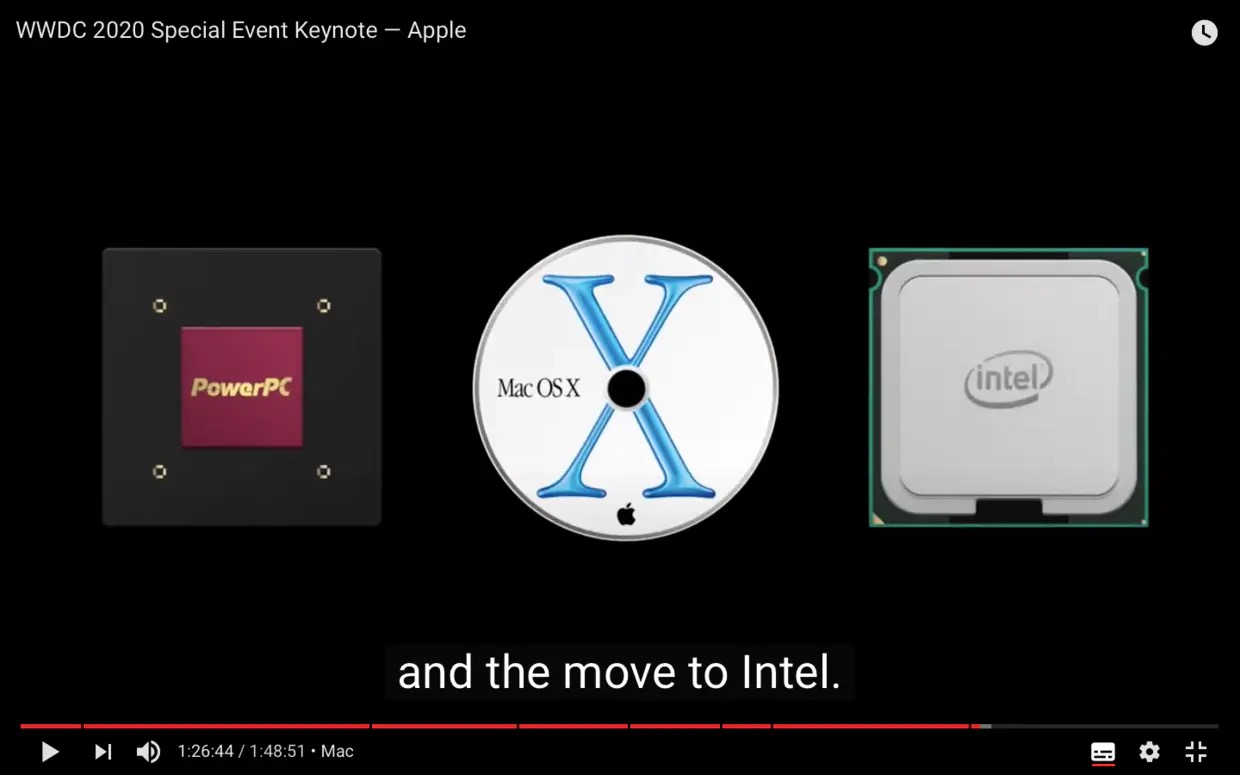 WWDC 2020 Special Event Keynote — Apple
PowerPC
Mac OS X
intel
and the move to Intel.
1:26:44 / 1:48:51 • Mac